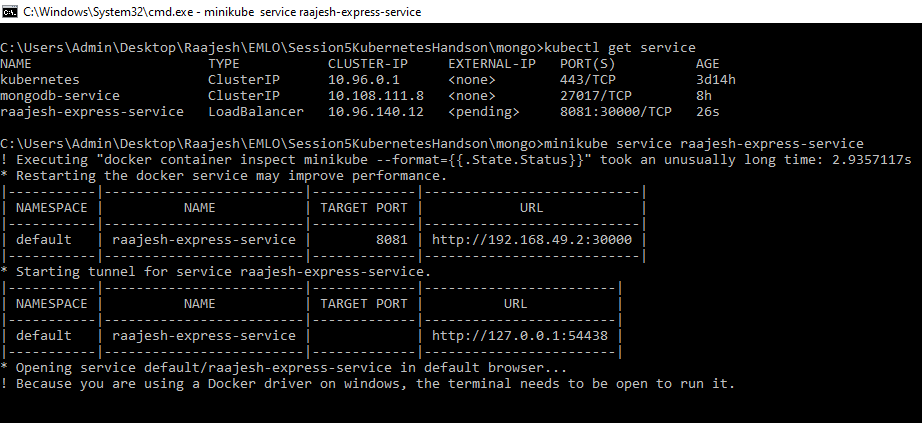 C:\Windows\System32\cmd.exe - minikube  service raajesh-express-service
C:\Users\Admin\Desktop\Raajesh\EMLO\Session5KubernetesHandson\mongo>kubectl get service
NAME                      TYPE           CLUSTER-IP     EXTERNAL-IP   PORT(S)          AGE
kubernetes                ClusterIP      10.96.0.1      <none>        443/TCP          3d14h
mongodb-service           ClusterIP      10.108.111.8   <none>        27017/TCP        8h
raajesh-express-service   LoadBalancer   10.96.140.12   <pending>     8081:30000/TCP   26s
C:\Users\Admin\Desktop\Raajesh\EMLO\Session5KubernetesHandson\mongo>minikube service raajesh-express-service
! Executing "docker container inspect minikube --format={{.State.Status}}" took an unusually long time: 2.9357117s
* Restarting the docker service may improve performance.
|-----------|-------------------------|-------------|---------------------------|
| NAMESPACE |          NAME           | TARGET PORT |            URL            |
|-----------|-------------------------|-------------|---------------------------|
| default   | raajesh-express-service |        8081 | http://192.168.49.2:30000 |
|-----------|-------------------------|-------------|---------------------------|
* Starting tunnel for service raajesh-express-service.
|-----------|-------------------------|-------------|------------------------|
| NAMESPACE |          NAME           | TARGET PORT |          URL           |
|-----------|-------------------------|-------------|------------------------|
| default   | raajesh-express-service |             | http://127.0.0.1:54438 |
|-----------|-------------------------|-------------|------------------------|
* Opening service default/raajesh-express-service in default browser...
! Because you are using a Docker driver on windows, the terminal needs to be open to run it.